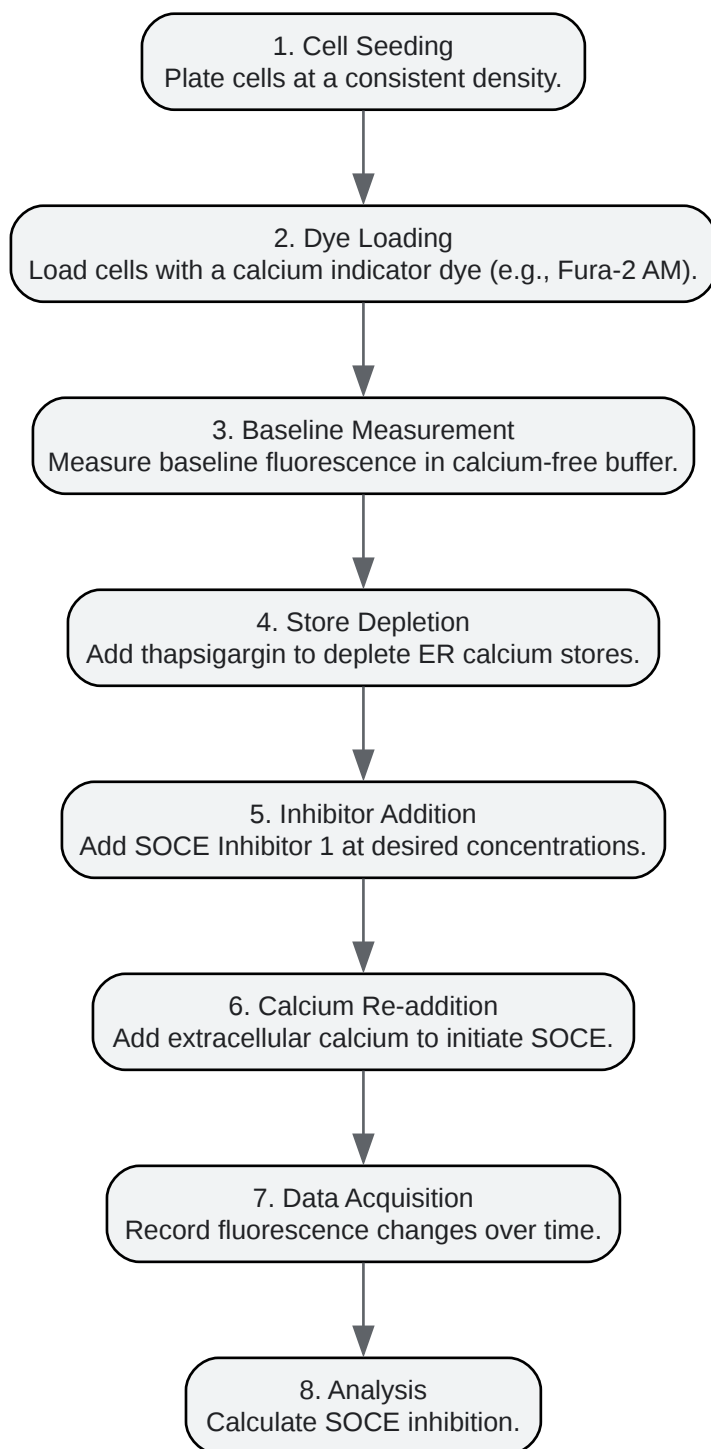 1. Cell Seeding
Plate cells at a consistent density.
2. Dye Loading
Load cells with a calcium indicator dye (e.g., Fura-2 AM).
3. Baseline Measurement
Measure baseline fluorescence in calcium-free buffer.
4. Store Depletion
Add thapsigargin to deplete ER calcium stores.
5. Inhibitor Addition
Add SOCE Inhibitor 1 at desired concentrations.
6. Calcium Re-addition
Add extracellular calcium to initiate SOCE.
7. Data Acquisition
Record fluorescence changes over time.
8. Analysis
Calculate SOCE inhibition.